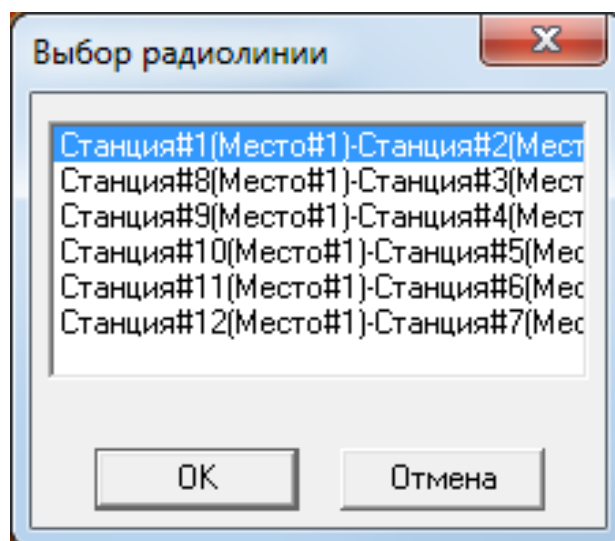 Выбор радиолинии
Станция#1(Место#1)-Станция#2(Мест
Станция#8(Место#1)-Станция#3(Мест
Станция#9(Место#1)-Станция#4(Мест
Станция#10(Место#1)-Станция#5(Мес
Станция#11(Место#1)-Станция#6(Мес
Станция#12(Место#1)-Станция#7(Мес
OK
Отмена